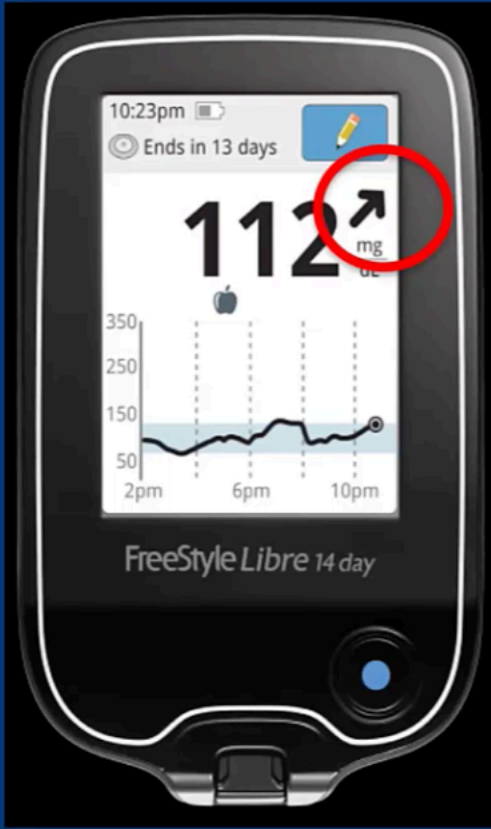 10:23pm
Ends in 13 days
112
mg
dL
350
250
150
50
2pm 6pm 10pm
FreeStyle Libre 14 day